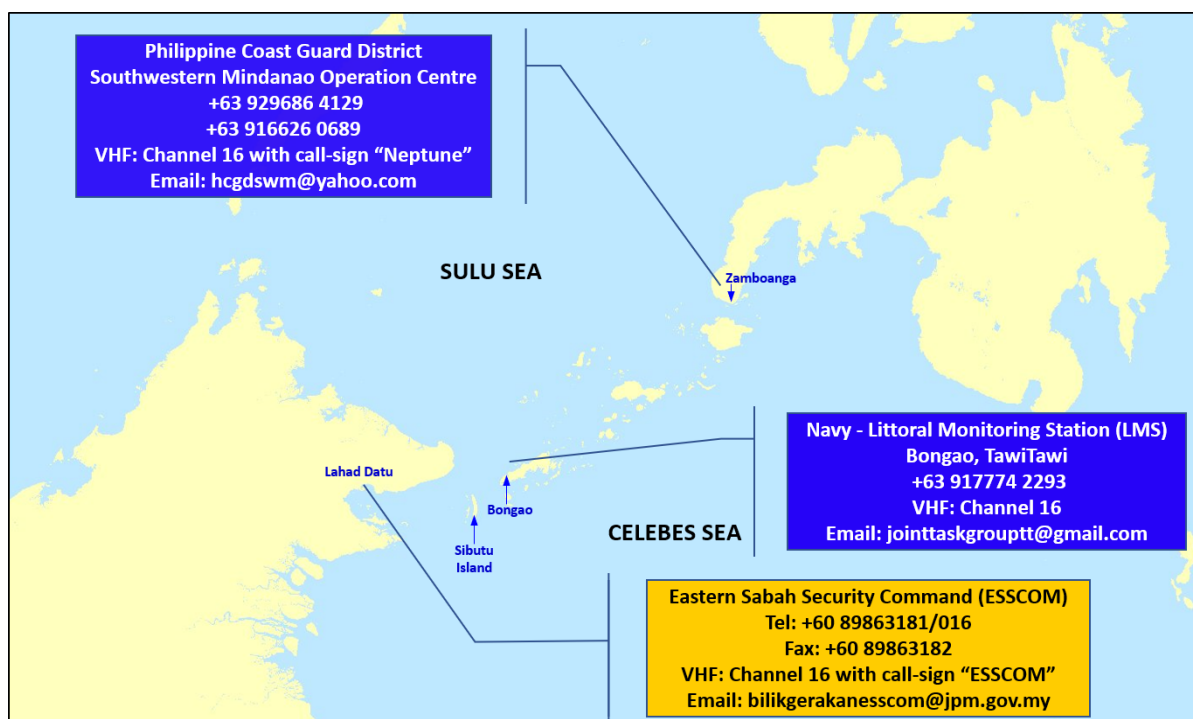 Philippine Coast Guard District
Southwestern Mindanao Operation Centre
+63 929686 4129
+63 916626 0689
VHF: Channel 16 with call-sign “Neptune”
Email: hcgdswm@yahoo.com
SULU SEA
Zamboanga
Navy - Littoral Monitoring Station (LMS)
Bongao, TawiTawi
+63 917774 2293
VHF: Channel 16
Email: jointtaskgrouptt@gmail.com
Lahad Datu
Bongao
CELEBES SEA
Sibutu
Island
Eastern Sabah Security Command (ESSCOM)
Tel: +60 89863181/016
Fax: +60 89863182
VHF: Channel 16 with call-sign “ESSCOM”
Email: bilikgerakanesscom@jpm.gov.my